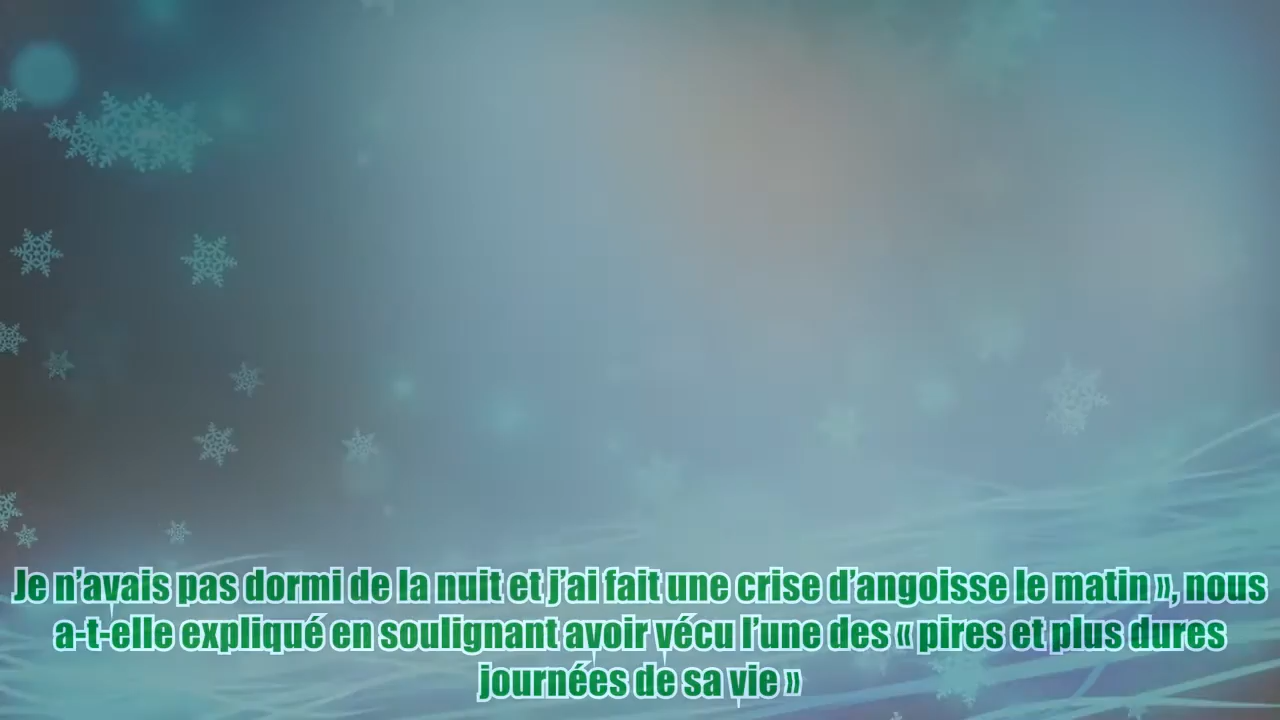 Je n’avais pas dormi de la nuit et j’ai fait une crise d’angoisse le matin », nous
a-t-elle expliqué en soulignant avoir vécu l’une des « pires et plus dures
journées de sa vie »